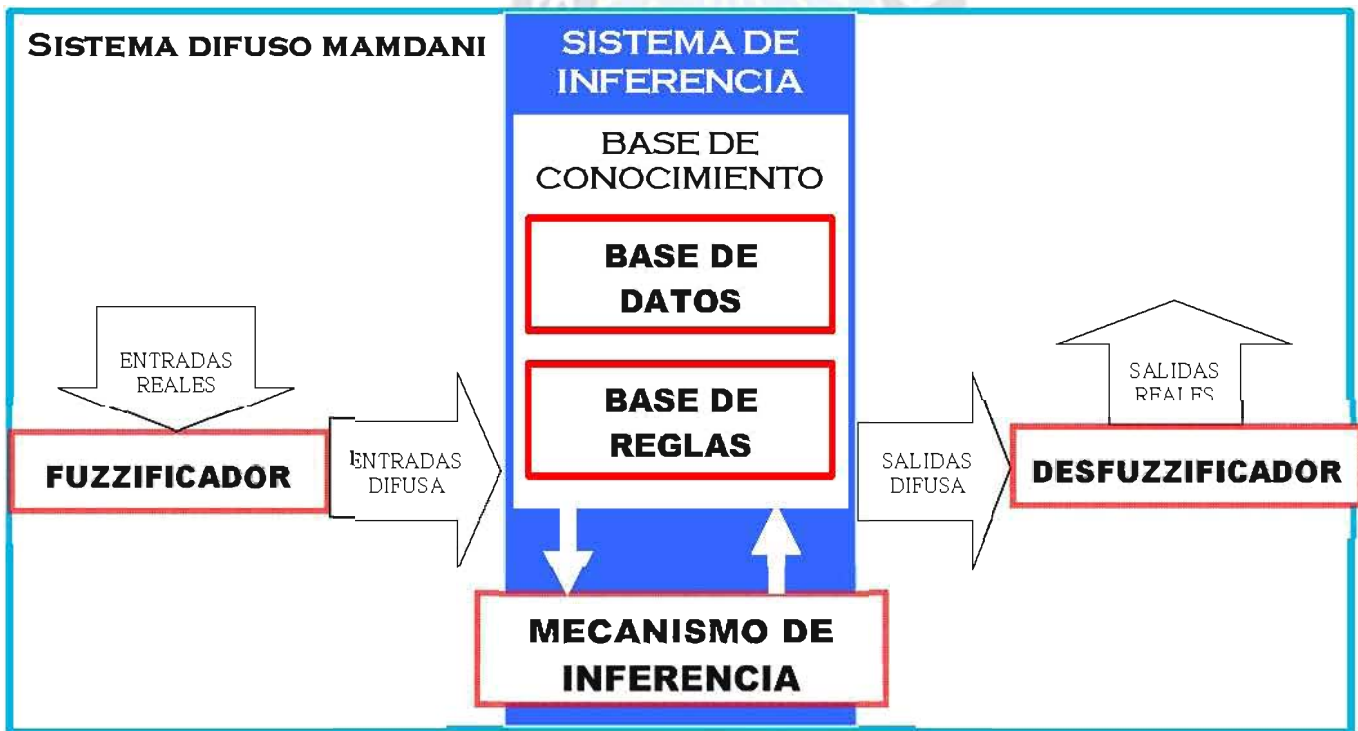 SISTEMA DIFUSO MAMDANI
SISTEMA DE
INFERENCIA
BASE DE
CONOCIMIENTO
BASE DE
DATOS
BASE DE
REGLAS
ENTRADAS
REALES
FUZZIFICADOR
ENTRADAS
DIFUSA
SALIDAS
DIFUSA
SALIDAS
REALES
DESFUZZIFICADOR
MECANISMO DE
INFERENCIA